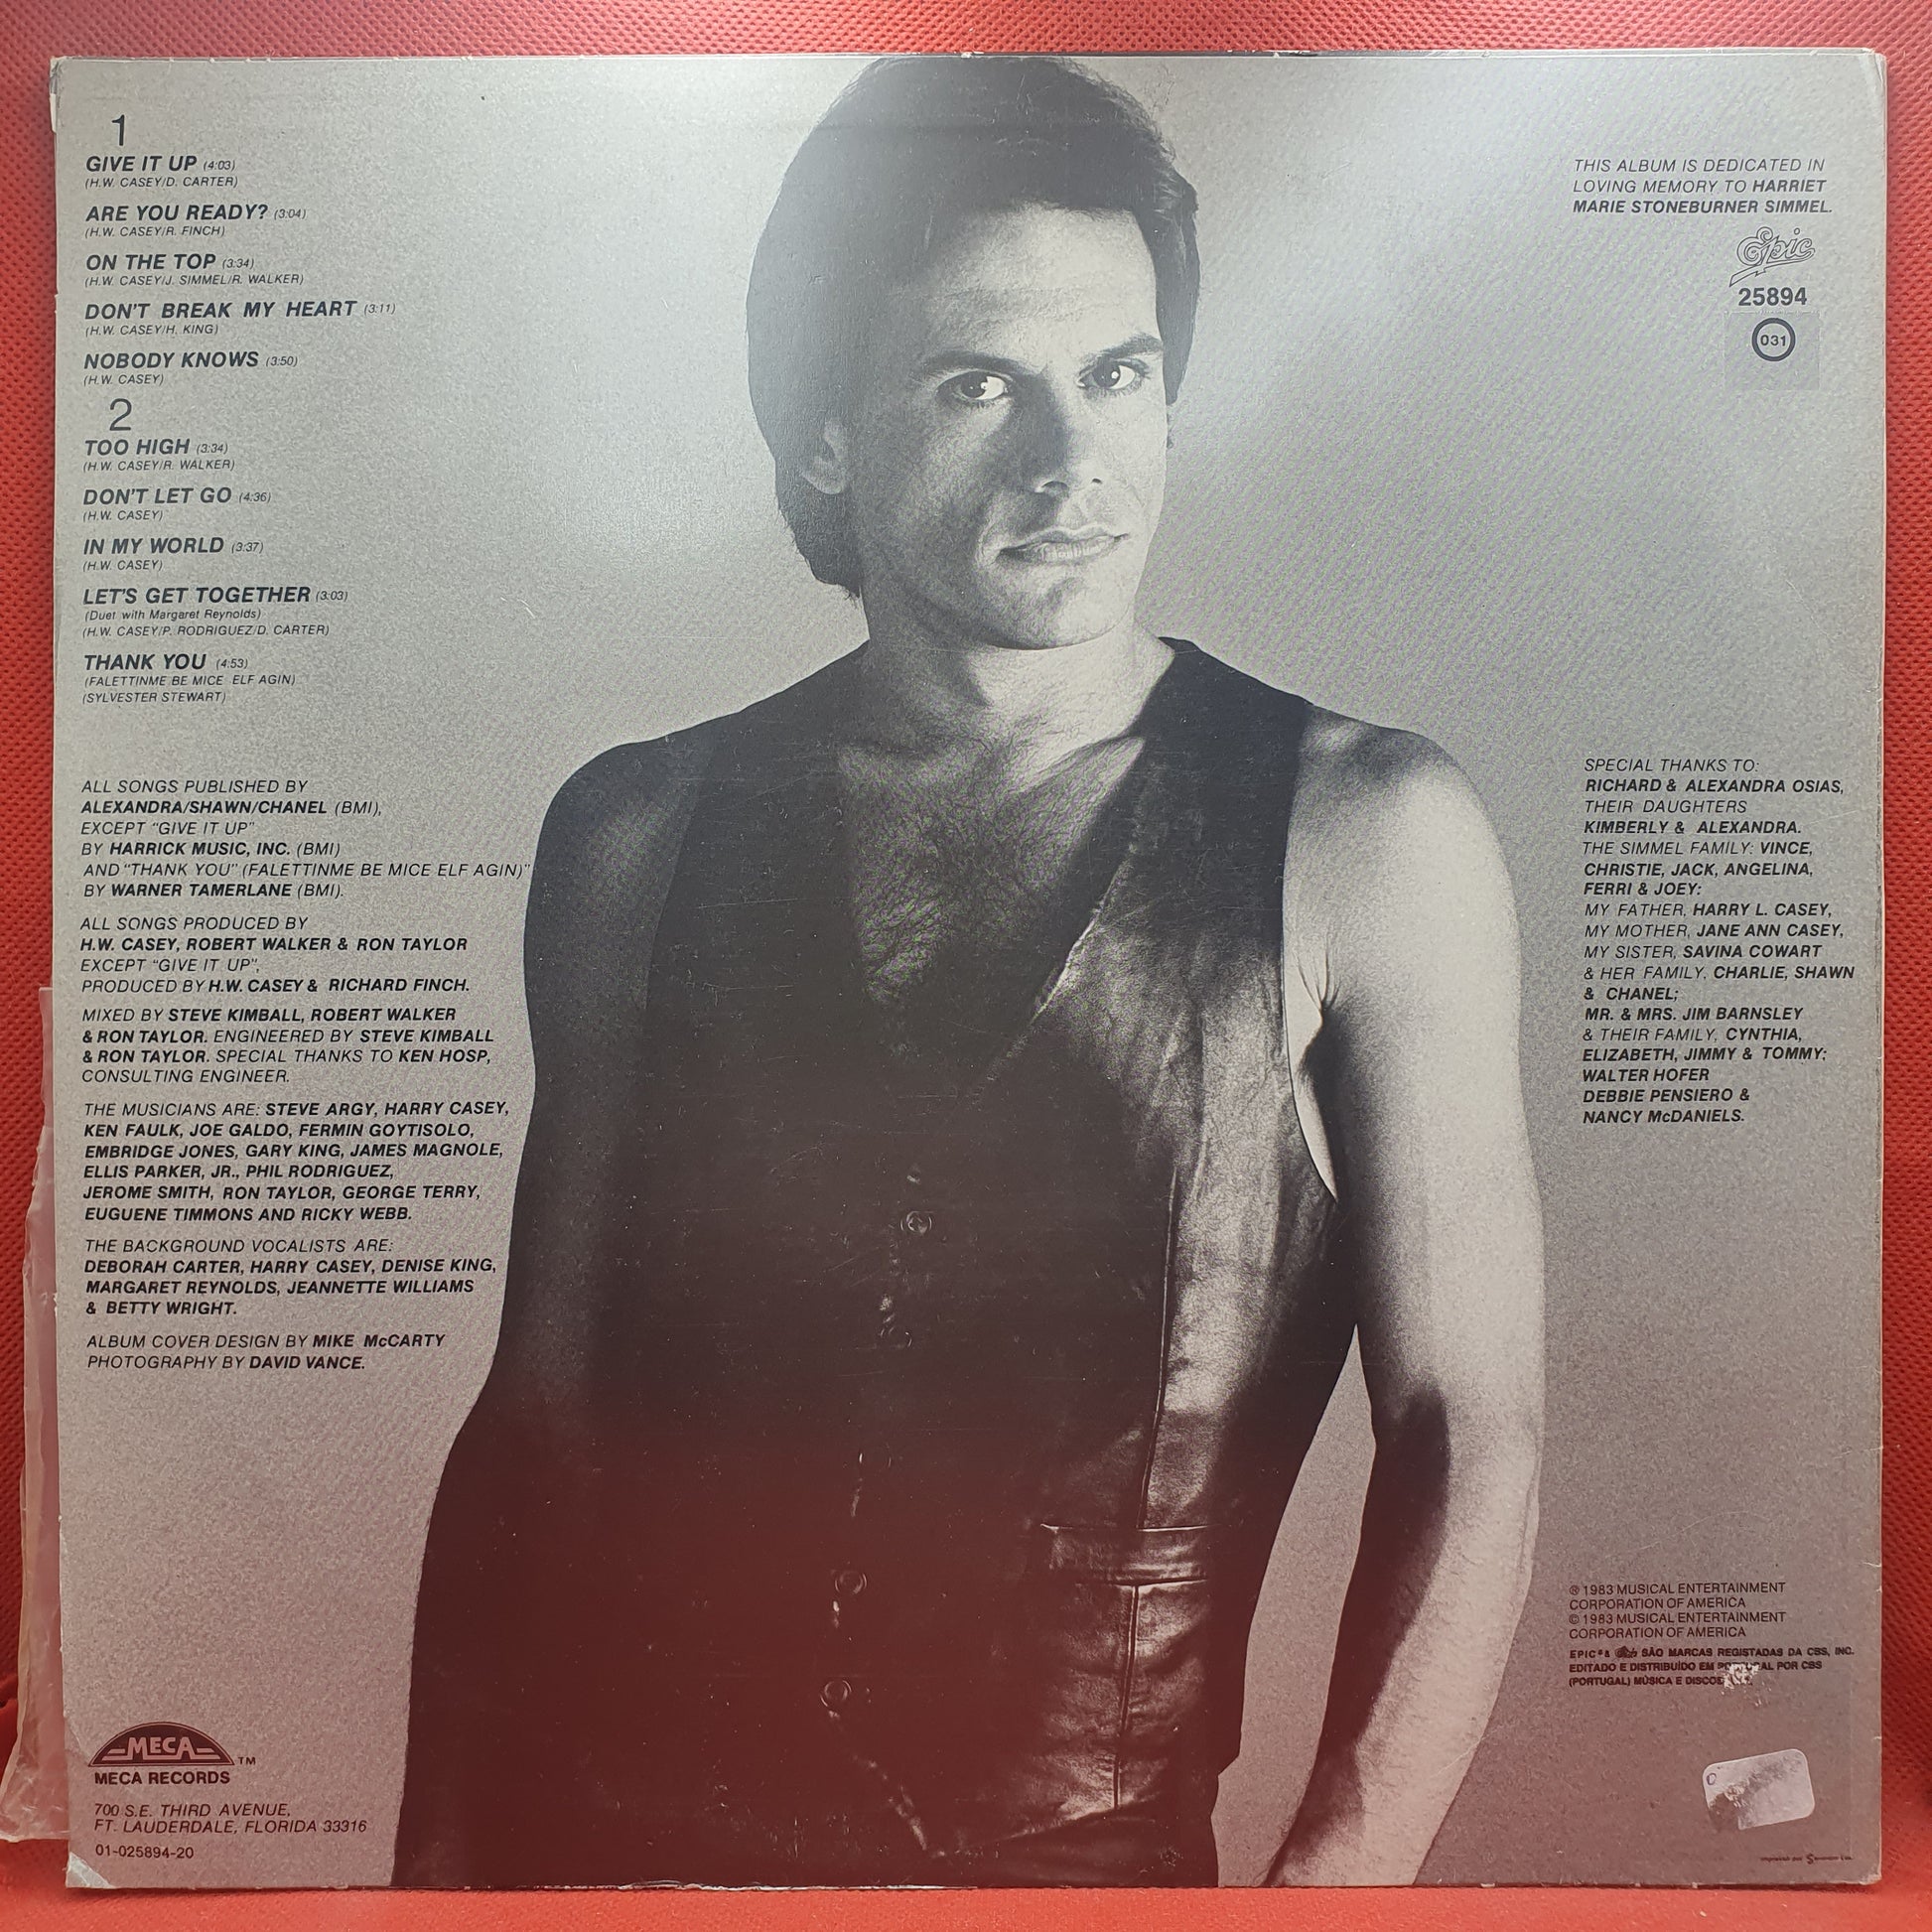 1
GIVE IT UP (4:03)
(H.W. CASEY/D. CARTER)
ARE YOU READY? (3:04)
(H.W. CASEY/R. FINCH)
ON THE TOP (3:34)
(H.W. CASEY/J. SIMMEL/R. WALKER)
DON'T BREAK MY HEART (3:11)
(H.W. CASEY/H. KING)
NOBODY KNOWS (3:50)
(H.W. CASEY)
2
TOO HIGH (3:34)
(H.W. CASEY/R. WALKER)
DON'T LET GO (4:36)
(H.W. CASEY)
IN MY WORLD (3:37)
(H.W. CASEY)
LET'S GET TOGETHER (3:03)
(Duet with Margaret Reynolds)
(H.W. CASEY/P. RODRIGUEZ/D. CARTER)
THANK YOU (4:53)
(FALETTINME BE MICE ELF AGIN)
(SYLVESTER STEWART)
ALL SONGS PUBLISHED BY
ALEXANDRA/SHAWN/CHANEL (BMI),
EXCEPT "GIVE IT UP"
BY HARRICK MUSIC, INC. (BMI)
AND "THANK YOU" (FALETTINME BE MICE ELF AGIN)"
BY WARNER TAMERLANE (BMI).
ALL SONGS PRODUCED BY
H.W. CASEY, ROBERT WALKER & RON TAYLOR
EXCEPT "GIVE IT UP",
PRODUCED BY H.W. CASEY & RICHARD FINCH.
MIXED BY STEVE KIMBALL, ROBERT WALKER
& RON TAYLOR. ENGINEERED BY STEVE KIMBALL
& RON TAYLOR. SPECIAL THANKS TO KEN HOSP,
CONSULTING ENGINEER.
THE MUSICIANS ARE: STEVE ARGY, HARRY CASEY,
KEN FAULK, JOE GALDO, FERMIN GOYTISOLO,
EMBRIDGE JONES, GARY KING, JAMES MAGNOLE,
ELLIS PARKER, JR., PHIL RODRIGUEZ,
JEROME SMITH, RON TAYLOR, GEORGE TERRY,
EUGUENE TIMMONS AND RICKY WEBB.
THE BACKGROUND VOCALISTS ARE:
DEBORAH CARTER, HARRY CASEY, DENISE KING,
MARGARET REYNOLDS, JEANNETTE WILLIAMS
& BETTY WRIGHT.
ALBUM COVER DESIGN BY MIKE McCARTY
PHOTOGRAPHY BY DAVID VANCE.
MECA TM
MECA RECORDS
700 S.E. THIRD AVENUE,
FT. LAUDERDALE, FLORIDA 33316
01-025894-20
THIS ALBUM IS DEDICATED IN
LOVING MEMORY TO HARRIET
MARIE STONEBURNER SIMMEL.
Epic
25894
031
SPECIAL THANKS TO:
RICHARD & ALEXANDRA OSIAS,
THEIR DAUGHTERS
KIMBERLY & ALEXANDRA.
THE SIMMEL FAMILY: VINCE,
CHRISTIE, JACK, ANGELINA,
FERRI & JOEY:
MY FATHER, HARRY L. CASEY,
MY MOTHER, JANE ANN CASEY,
MY SISTER, SAVINA COWART
& HER FAMILY, CHARLIE, SHAWN
& CHANEL;
MR. & MRS. JIM BARNSLEY
& THEIR FAMILY, CYNTHIA,
ELIZABETH, JIMMY & TOMMY;
WALTER HOFER
DEBBIE PENSIERO &
NANCY McDANIELS.
℗ 1983 MUSICAL ENTERTAINMENT
CORPORATION OF AMERICA
© 1983 MUSICAL ENTERTAINMENT
CORPORATION OF AMERICA
EPIC SÃO MARCAS REGISTADAS DA CBS, INC.
EDITADO E DISTRIBUÍDO EM POR CBS
(PORTUGAL) MÚSICA E